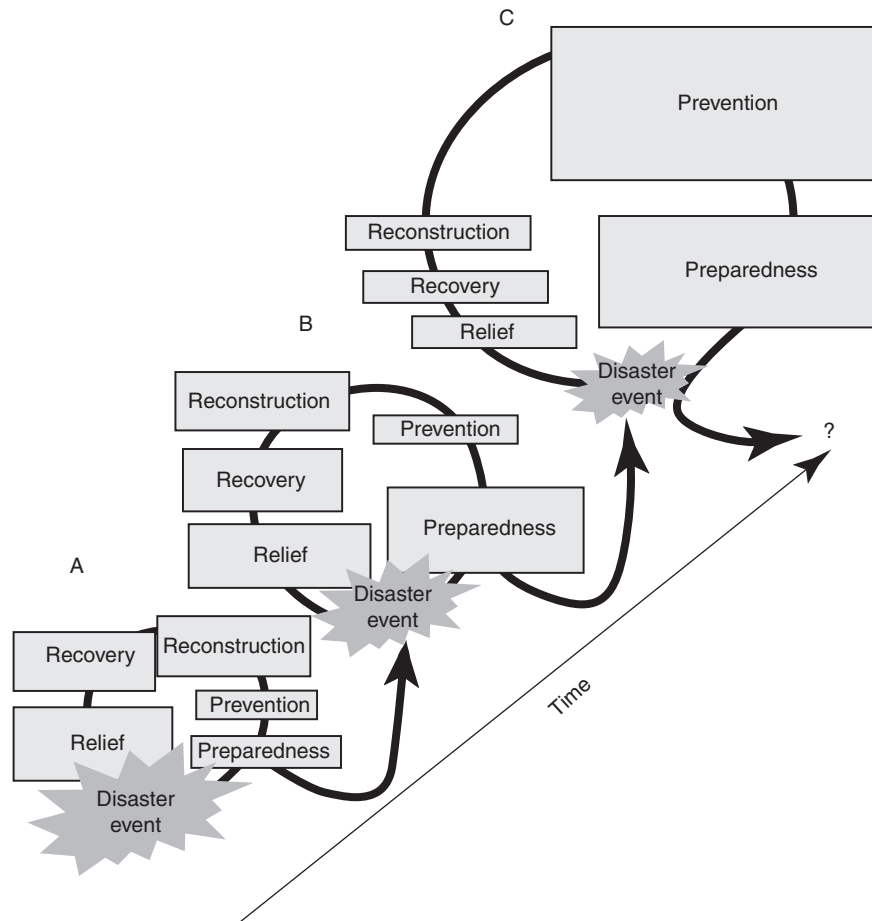 C
Prevention
Reconstruction
Preparedness
Recovery
Relief
Disaster
event
?
B
Reconstruction
Prevention
Recovery
Preparedness
Relief
Disaster
event
A
Recovery
Reconstruction
Prevention
Relief
Preparedness
Disaster
event
Time